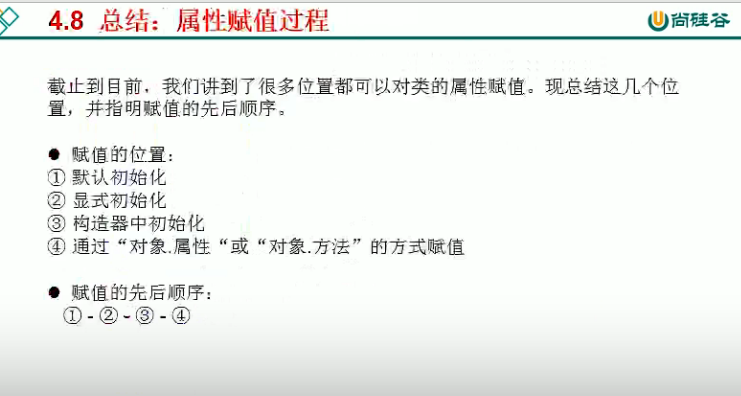 4.8 总结：属性赋值过程
尚硅谷
截止到目前，我们讲到了很多位置都可以对类的属性赋值。现总结这几个位
置，并指明赋值的先后顺序。
● 赋值的位置：
① 默认初始化
② 显式初始化
③ 构造器中初始化
④ 通过“对象.属性“或“对象.方法”的方式赋值
● 赋值的先后顺序：
① - ② - ③ - ④